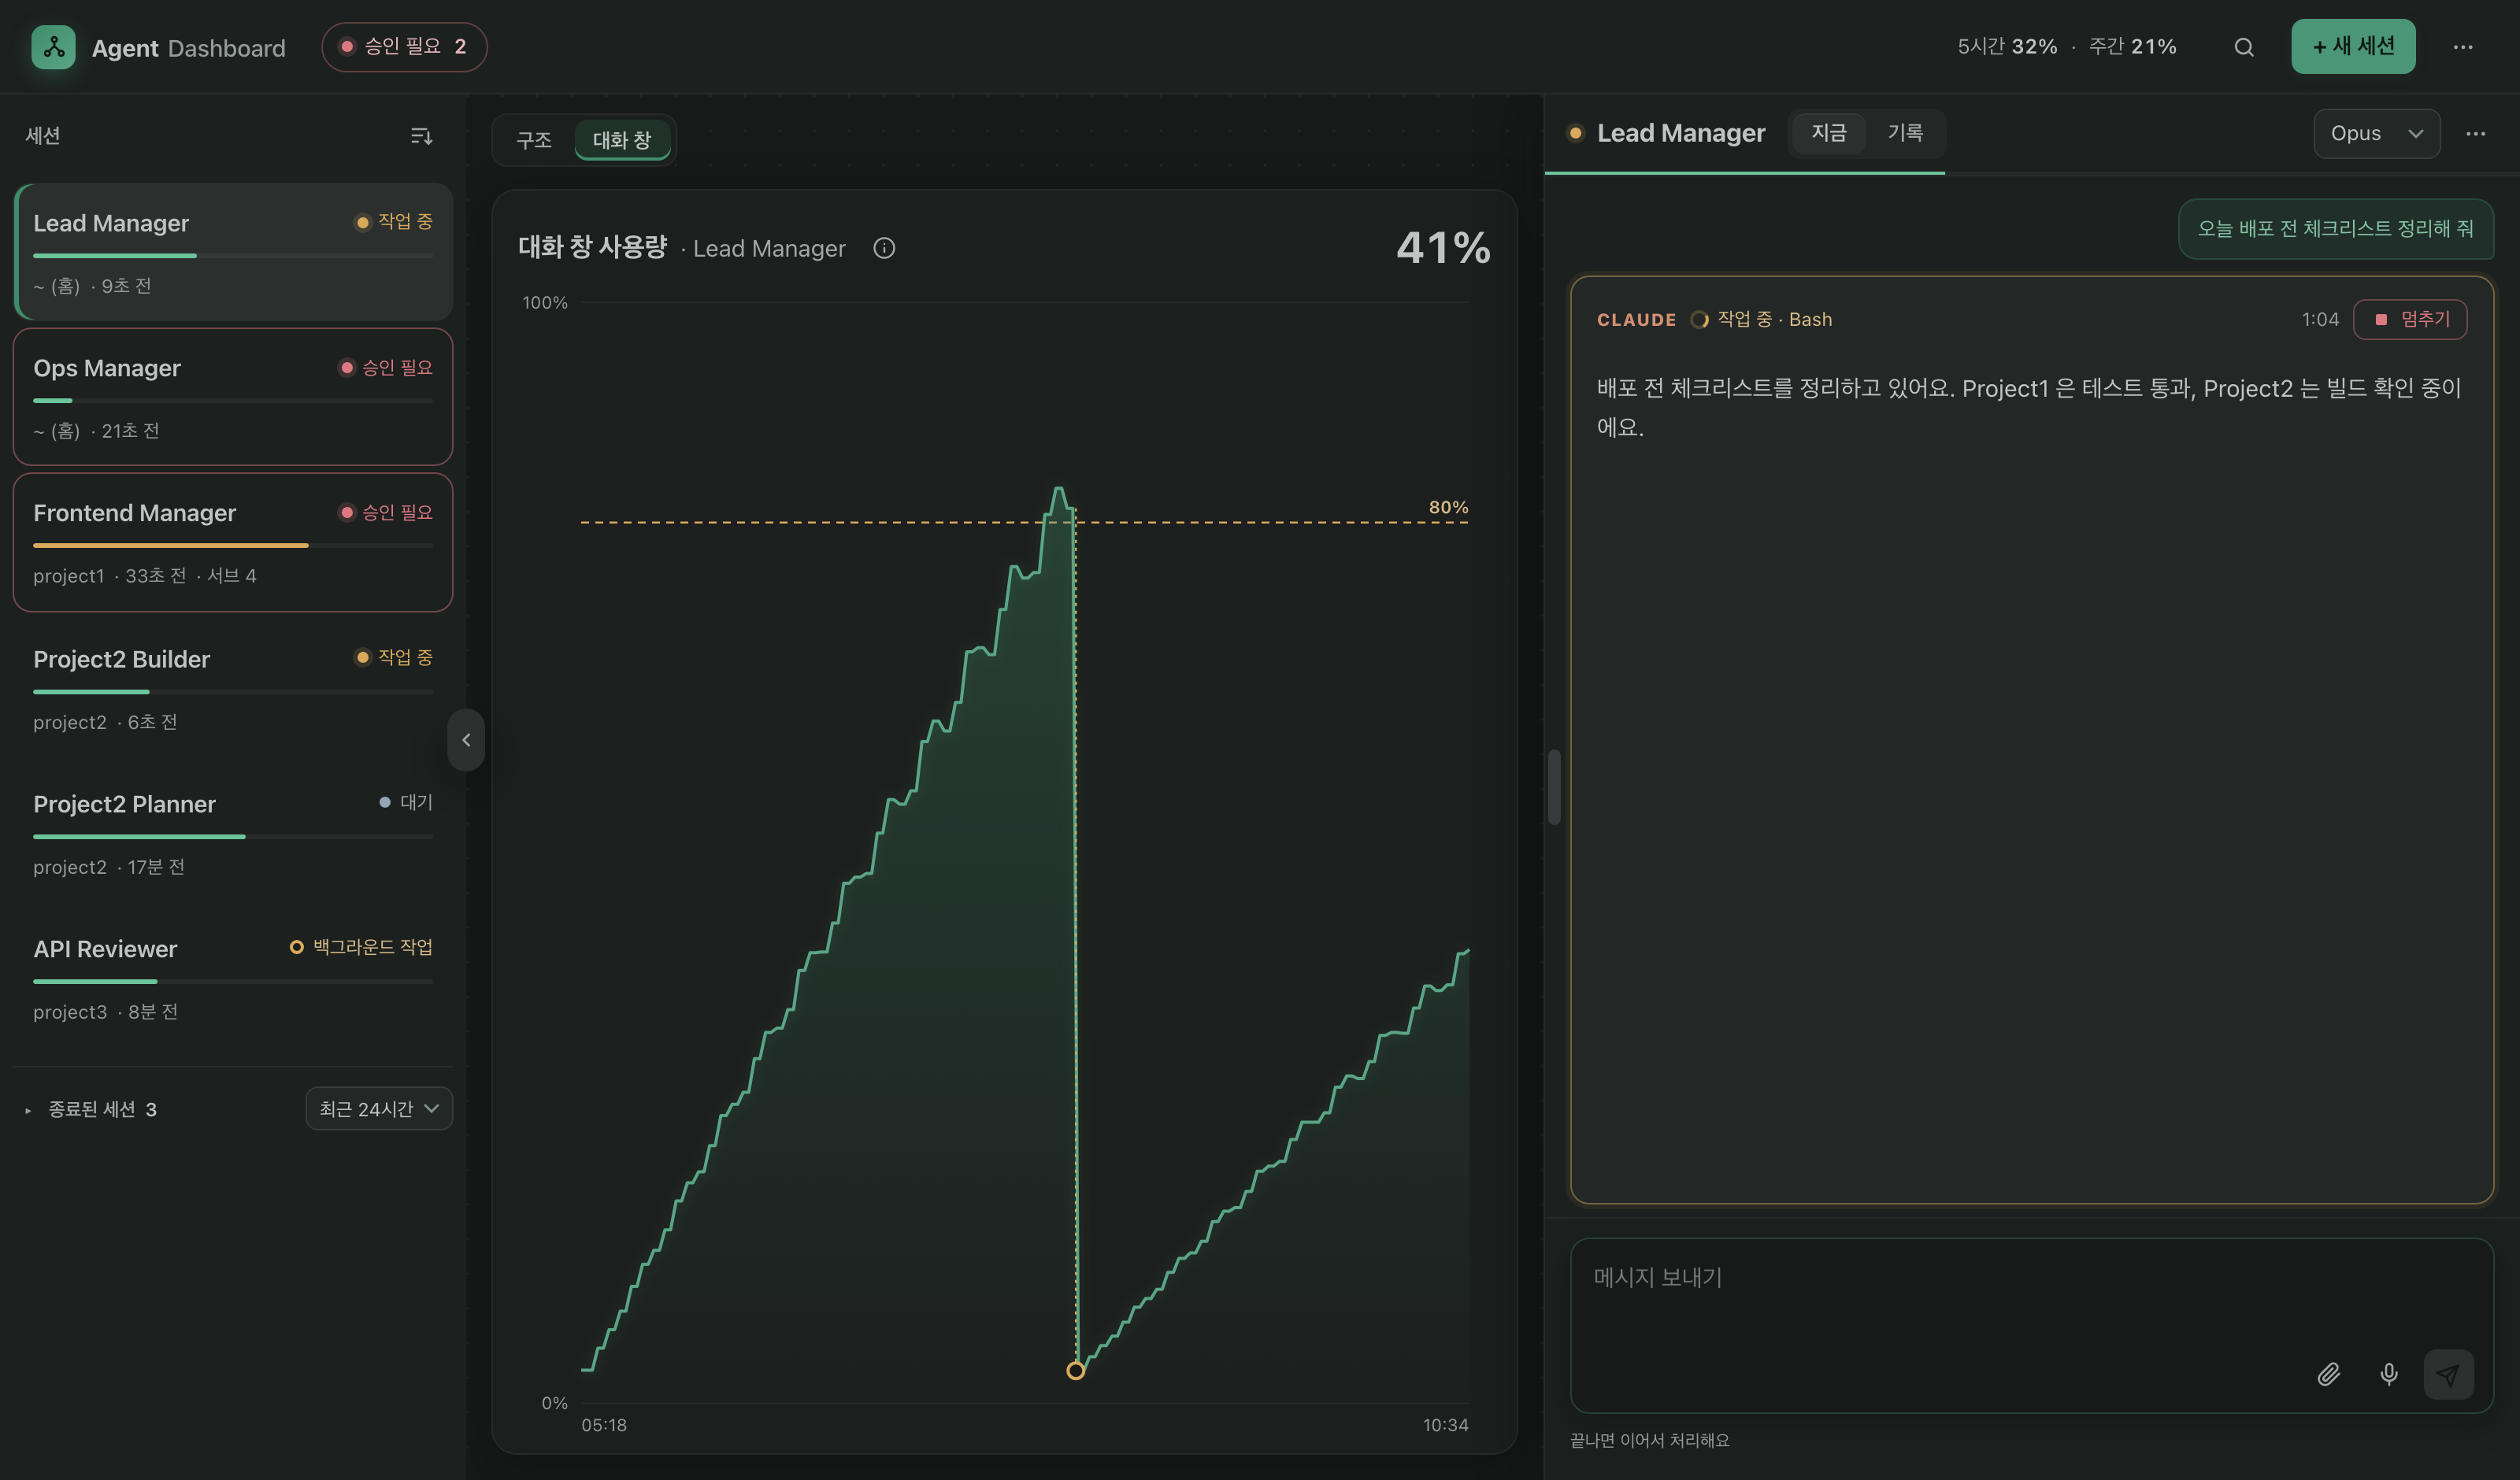 Agent Dashboard
승인 필요 2
5시간 32% · 주간 21%
+ 새 세션
세션
Lead Manager
작업 중
~ (홈) · 9초 전
Ops Manager
승인 필요
~ (홈) · 21초 전
Frontend Manager
승인 필요
project1 · 33초 전 · 서브 4
Project2 Builder
작업 중
project2 · 6초 전
Project2 Planner
대기
project2 · 17분 전
API Reviewer
백그라운드 작업
project3 · 8분 전
종료된 세션 3
최근 24시간
구조
대화 창
대화 창 사용량 · Lead Manager
41%
100%
80%
0%
05:18
10:34
Lead Manager
지금
기록
Opus
오늘 배포 전 체크리스트 정리해 줘
CLAUDE 작업 중 · Bash
1:04
멈추기
배포 전 체크리스트를 정리하고 있어요. Project1 은 테스트 통과, Project2 는 빌드 확인 중이
에요.
메시지 보내기
끝나면 이어서 처리해요